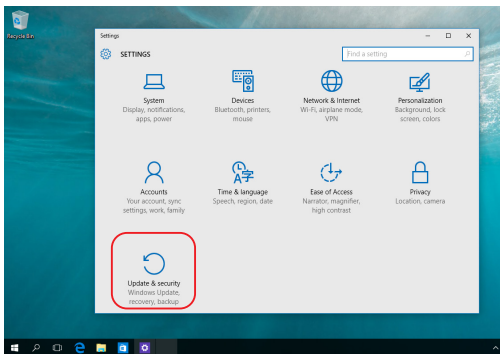 Recycle Bin
Settings
SETTINGS
Find a setting
System
Display, notifications,
apps, power
Devices
Bluetooth, printers,
mouse
Network & Internet
Wi-Fi, airplane mode,
VPN
Personalization
Background, lock
screen, colors
Accounts
Your account, sync
settings, work, family
Time & language
Speech, region, date
Ease of Access
Narrator, magnifier,
high contrast
Privacy
Location, camera
Update & security
Windows Update,
recovery, backup